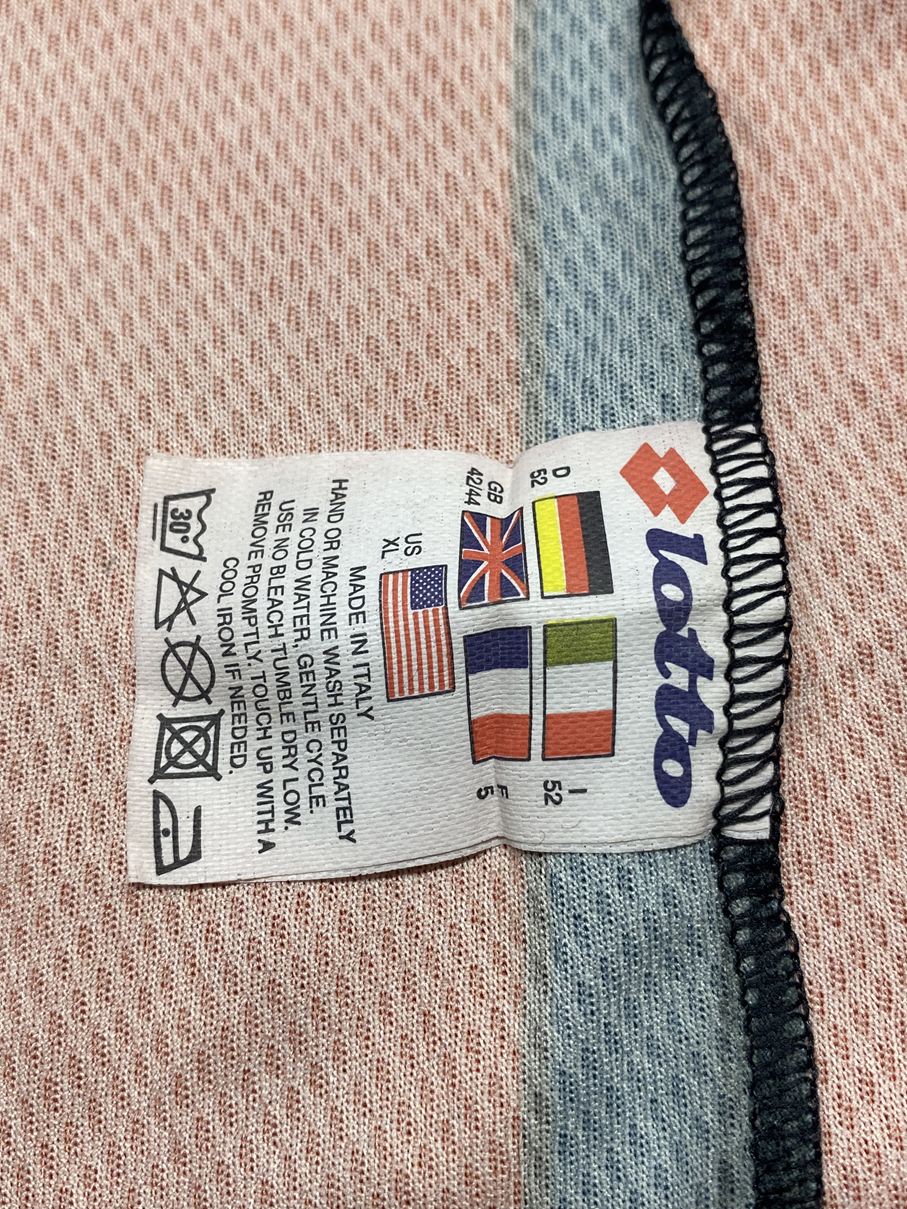 lotto
D
52
I
52
GB
42/44
F
5
US
XL
MADE IN ITALY
HAND OR MACHINE WASH SEPARATELY
IN COLD WATER, GENTLE CYCLE.
USE NO BLEACH TUMBLE DRY LOW.
REMOVE PROMPTLY. TOUCH UP WITH A
COOL IRON IF NEEDED.
30°